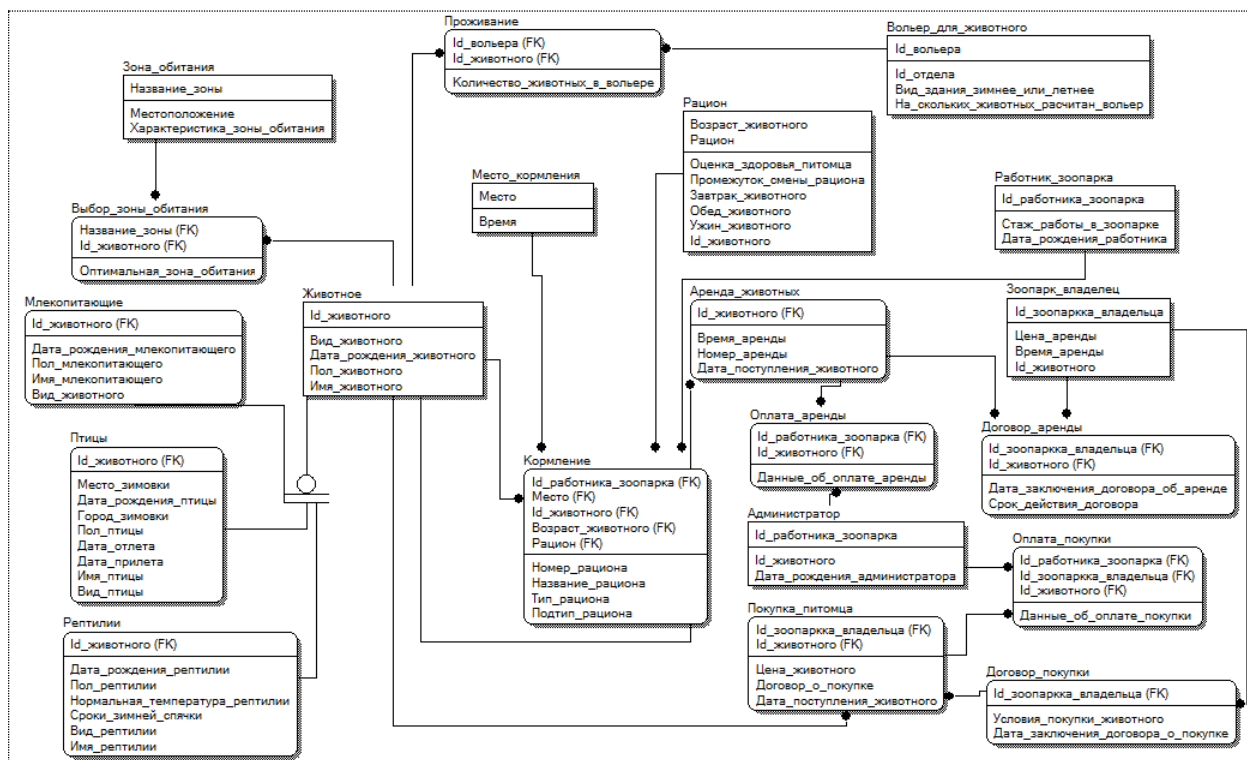 Проживание
Id_вольера (FK)
Id_животного (FK)
Количество_животных_в_вольере
Вольер_для_животного
Id_вольера
Id_отдела
Вид_здания_зимнее_или_летнее
На_скольких_животных_расчитан_вольер
Зона_обитания
Название_зоны
Местоположение
Характеристика_зоны_обитания
Рацион
Возраст_животного
Рацион
Оценка_здоровья_питомца
Промежуток_смены_рациона
Завтрак_животного
Обед_животного
Ужин_животного
Id_животного
Место_кормления
Место
Время
Работник_зоопарка
Id_работника_зоопарка
Стаж_работы_в_зоопарке
Дата_рождения_работника
Выбор_зоны_обитания
Название_зоны (FK)
Id_животного (FK)
Оптимальная_зона_обитания
Млекопитающие
Id_животного (FK)
Дата_рождения_млекопитающего
Пол_млекопитающего
Имя_млекопитающего
Вид_животного
Животное
Id_животного
Вид_животного
Дата_рождения_животного
Пол_животного
Имя_животного
Аренда_животных
Id_животного (FK)
Время_аренды
Номер_аренды
Дата_поступления_животного
Зоопарк_владелец
Id_зоопаркка_владельца
Цена_аренды
Время_аренды
Id_животного
Оплата_аренды
Id_работника_зоопарка (FK)
Id_животного (FK)
Данные_об_оплате_аренды
Договор_аренды
Id_зоопаркка_владельца (FK)
Id_животного (FK)
Дата_заключения_договора_об_аренде
Срок_действия_договора
Птицы
Id_животного (FK)
Место_зимовки
Дата_рождения_птицы
Город_зимовки
Пол_птицы
Дата_отлета
Дата_прилета
Имя_птицы
Вид_птицы
Кормление
Id_работника_зоопарка (FK)
Место (FK)
Id_животного (FK)
Возраст_животного (FK)
Рацион (FK)
Номер_рациона
Название_рациона
Тип_рациона
Подтип_рациона
Администратор
Id_работника_зоопарка
Id_животного
Дата_рождения_администратора
Оплата_покупки
Id_работника_зоопарка (FK)
Id_зоопаркка_владельца (FK)
Id_животного (FK)
Данные_об_оплате_покупки
Покупка_питомца
Id_зоопаркка_владельца (FK)
Id_животного (FK)
Цена_животного
Договор_о_покупке
Дата_поступления_животного
Рептилии
Id_животного (FK)
Дата_рождения_рептилии
Пол_рептилии
Нормальная_температура_рептилии
Сроки_зимней_спячки
Вид_рептилии
Имя_рептилии
Договор_покупки
Id_зоопаркка_владельца (FK)
Условия_покупки_животного
Дата_заключения_договора_о_покупке